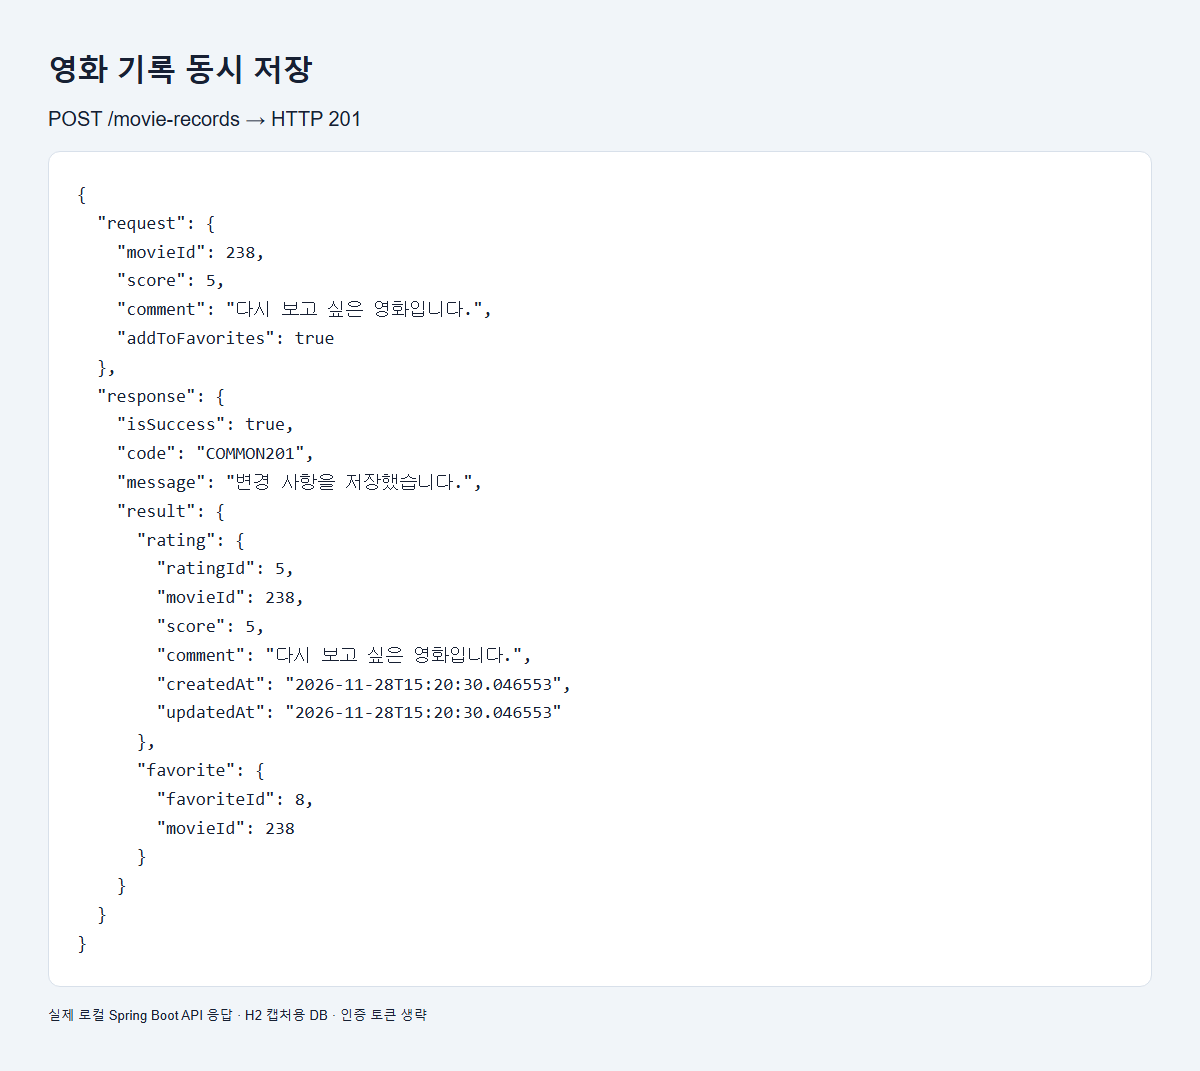 영화 기록 동시 저장
POST /movie-records → HTTP 201
{
  "request": {
    "movieId": 238,
    "score": 5,
    "comment": "다시 보고 싶은 영화입니다.",
    "addToFavorites": true
  },
  "response": {
    "isSuccess": true,
    "code": "COMMON201",
    "message": "변경 사항을 저장했습니다.",
    "result": {
      "rating": {
        "ratingId": 5,
        "movieId": 238,
        "score": 5,
        "comment": "다시 보고 싶은 영화입니다.",
        "createdAt": "2026-11-28T15:20:30.046553",
        "updatedAt": "2026-11-28T15:20:30.046553"
      },
      "favorite": {
        "favoriteId": 8,
        "movieId": 238
      }
    }
  }
}
실제 로컬 Spring Boot API 응답 · H2 캡처용 DB · 인증 토큰 생략